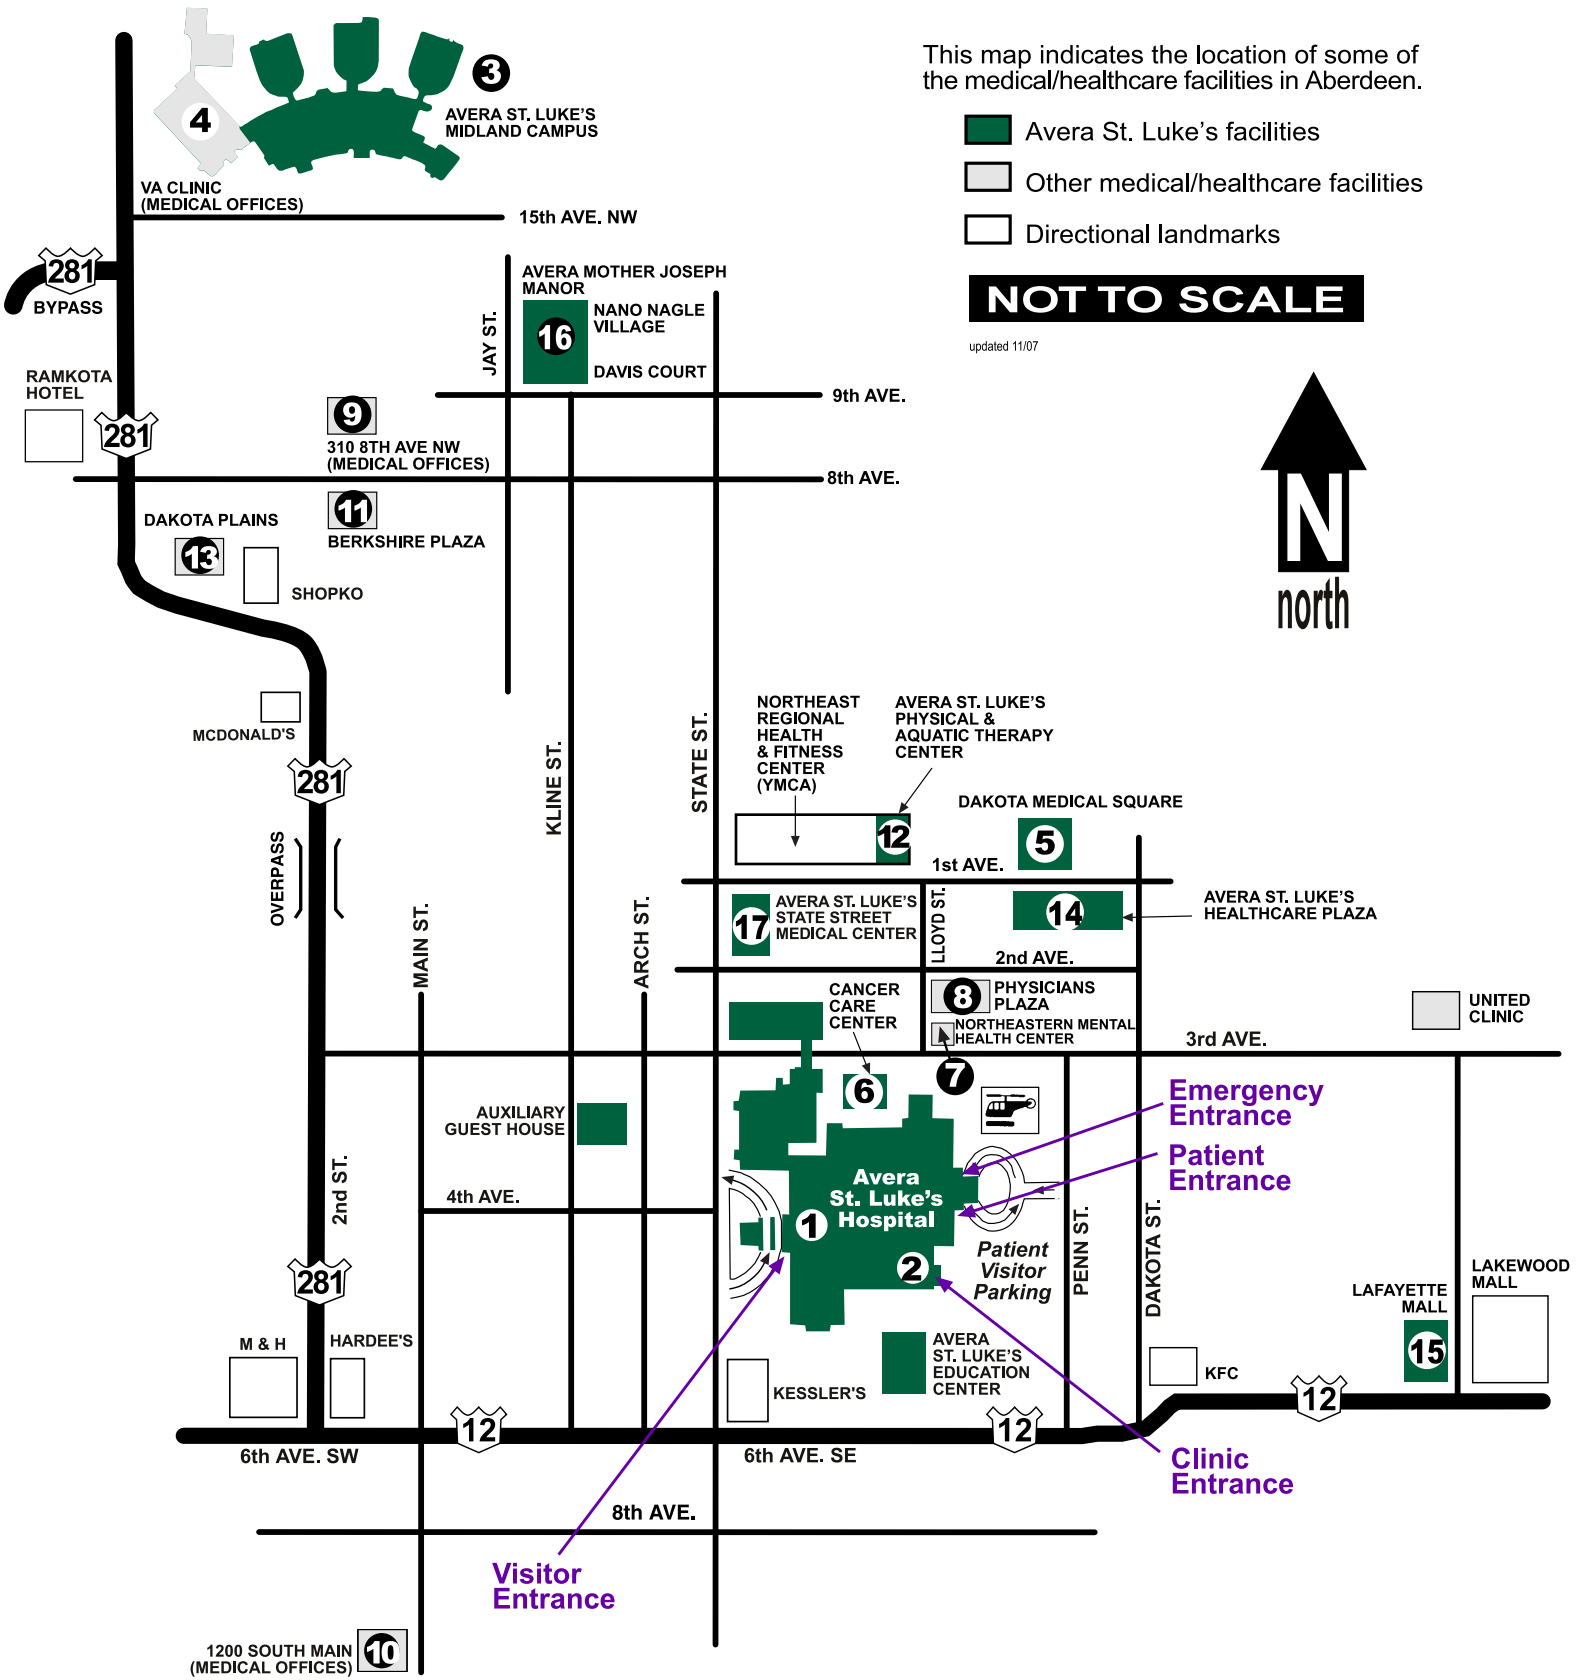 This map indicates the location of some of
the medical/healthcare facilities in Aberdeen.
Avera St. Luke's facilities
Other medical/healthcare facilities
Directional landmarks
NOT TO SCALE
updated 11/07
N
north
3
AVERA ST. LUKE'S
MIDLAND CAMPUS
4
VA CLINIC
(MEDICAL OFFICES)
15th AVE. NW
281
BYPASS
AVERA MOTHER JOSEPH
MANOR
NANO NAGLE
VILLAGE
16
DAVIS COURT
JAY ST.
9th AVE.
RAMKOTA
HOTEL
281
9
310 8TH AVE NW
(MEDICAL OFFICES)
8th AVE.
11
BERKSHIRE PLAZA
DAKOTA PLAINS
13
SHOPKO
MCDONALD'S
281
OVERPASS
KLINE ST.
STATE ST.
NORTHEAST
REGIONAL
HEALTH
& FITNESS
CENTER
(YMCA)
AVERA ST. LUKE'S
PHYSICAL &
AQUATIC THERAPY
CENTER
12
DAKOTA MEDICAL SQUARE
5
1st AVE.
MAIN ST.
ARCH ST.
17
AVERA ST. LUKE'S
STATE STREET
MEDICAL CENTER
LLOYD ST.
14
AVERA ST. LUKE'S
HEALTHCARE PLAZA
2nd AVE.
CANCER
CARE
CENTER
8
PHYSICIANS
PLAZA
NORTHEASTERN MENTAL
HEALTH CENTER
UNITED
CLINIC
3rd AVE.
6
7
Emergency
Entrance
Patient
Entrance
AUXILIARY
GUEST HOUSE
2nd ST.
4th AVE.
Avera
St. Luke's
Hospital
1
2
Patient
Visitor
Parking
PENN ST.
DAKOTA ST.
281
LAKEWOOD
MALL
LAFAYETTE
MALL
15
M & H
HARDEE'S
KESSLER'S
AVERA
ST. LUKE'S
EDUCATION
CENTER
KFC
12
12
12
6th AVE. SW
6th AVE. SE
Clinic
Entrance
8th AVE.
Visitor
Entrance
1200 SOUTH MAIN
(MEDICAL OFFICES)
10